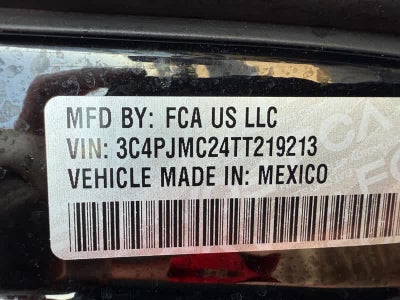 MFD BY: FCA US LLC
VIN: 3C4PJMC24TT219213
VEHICLE MADE IN: MEXICO